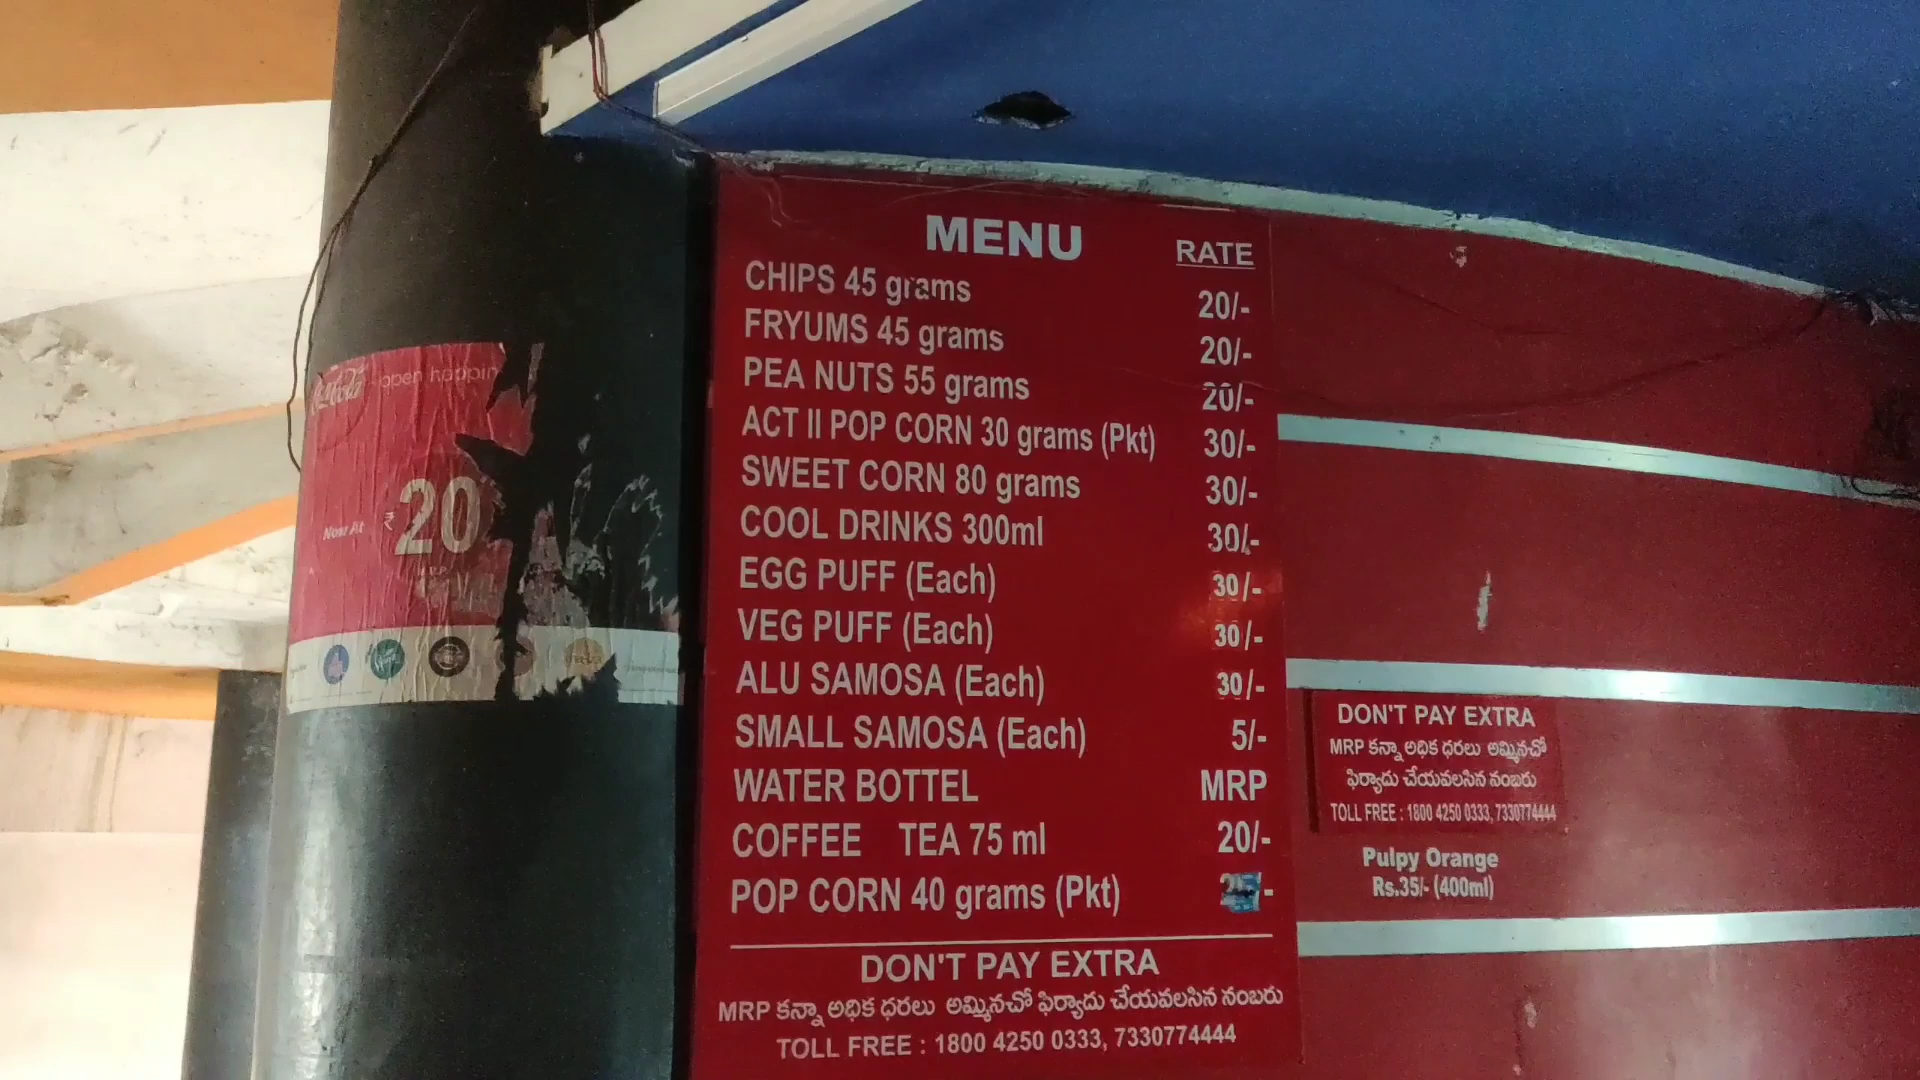 Coca-Cola open happin
Now At ₹ 20
M.R.P.
MENU RATE
CHIPS 45 grams 20/-
FRYUMS 45 grams 20/-
PEA NUTS 55 grams 20/-
ACT II POP CORN 30 grams (Pkt) 30/-
SWEET CORN 80 grams 30/-
COOL DRINKS 300ml 30/-
EGG PUFF (Each) 30/-
VEG PUFF (Each) 30/-
ALU SAMOSA (Each) 30/-
SMALL SAMOSA (Each) 5/-
WATER BOTTEL MRP
COFFEE TEA 75 ml 20/-
POP CORN 40 grams (Pkt) /-
DON'T PAY EXTRA
MRP కన్నా అధిక ధరలు అమ్మినచో ఫిర్యాదు చేయవలసిన నంబరు
TOLL FREE : 1800 4250 0333, 7330774444
DON'T PAY EXTRA
MRP కన్నా అధిక ధరలు అమ్మినచో
ఫిర్యాదు చేయవలసిన నంబరు
TOLL FREE : 1800 4250 0333, 7330774444
Pulpy Orange
Rs.35/- (400ml)